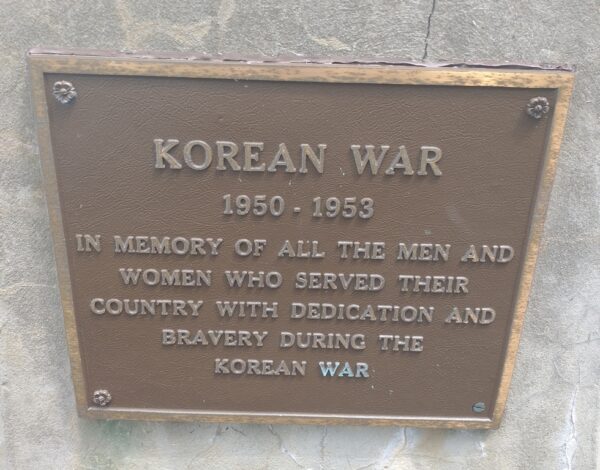 KOREAN WAR
1950 - 1953
IN MEMORY OF ALL THE MEN AND
WOMEN WHO SERVED THEIR
COUNTRY WITH DEDICATION AND
BRAVERY DURING THE
KOREAN WAR